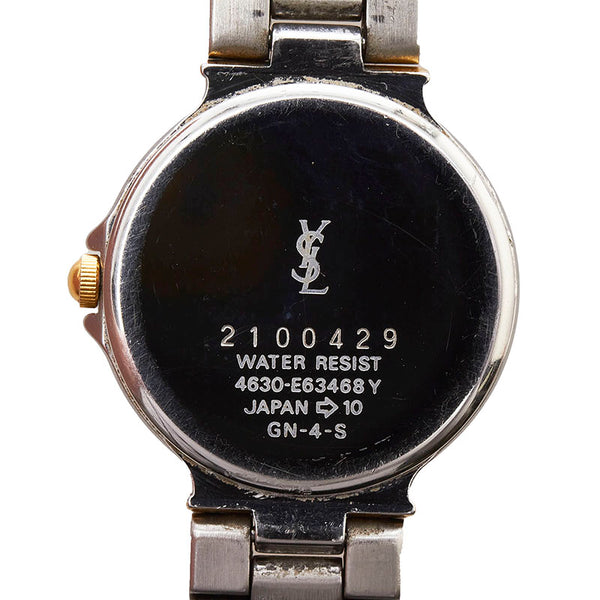 YSL
2100429
WATER RESIST
4630-E63468 Y
JAPAN ⇨ 10
GN-4-S